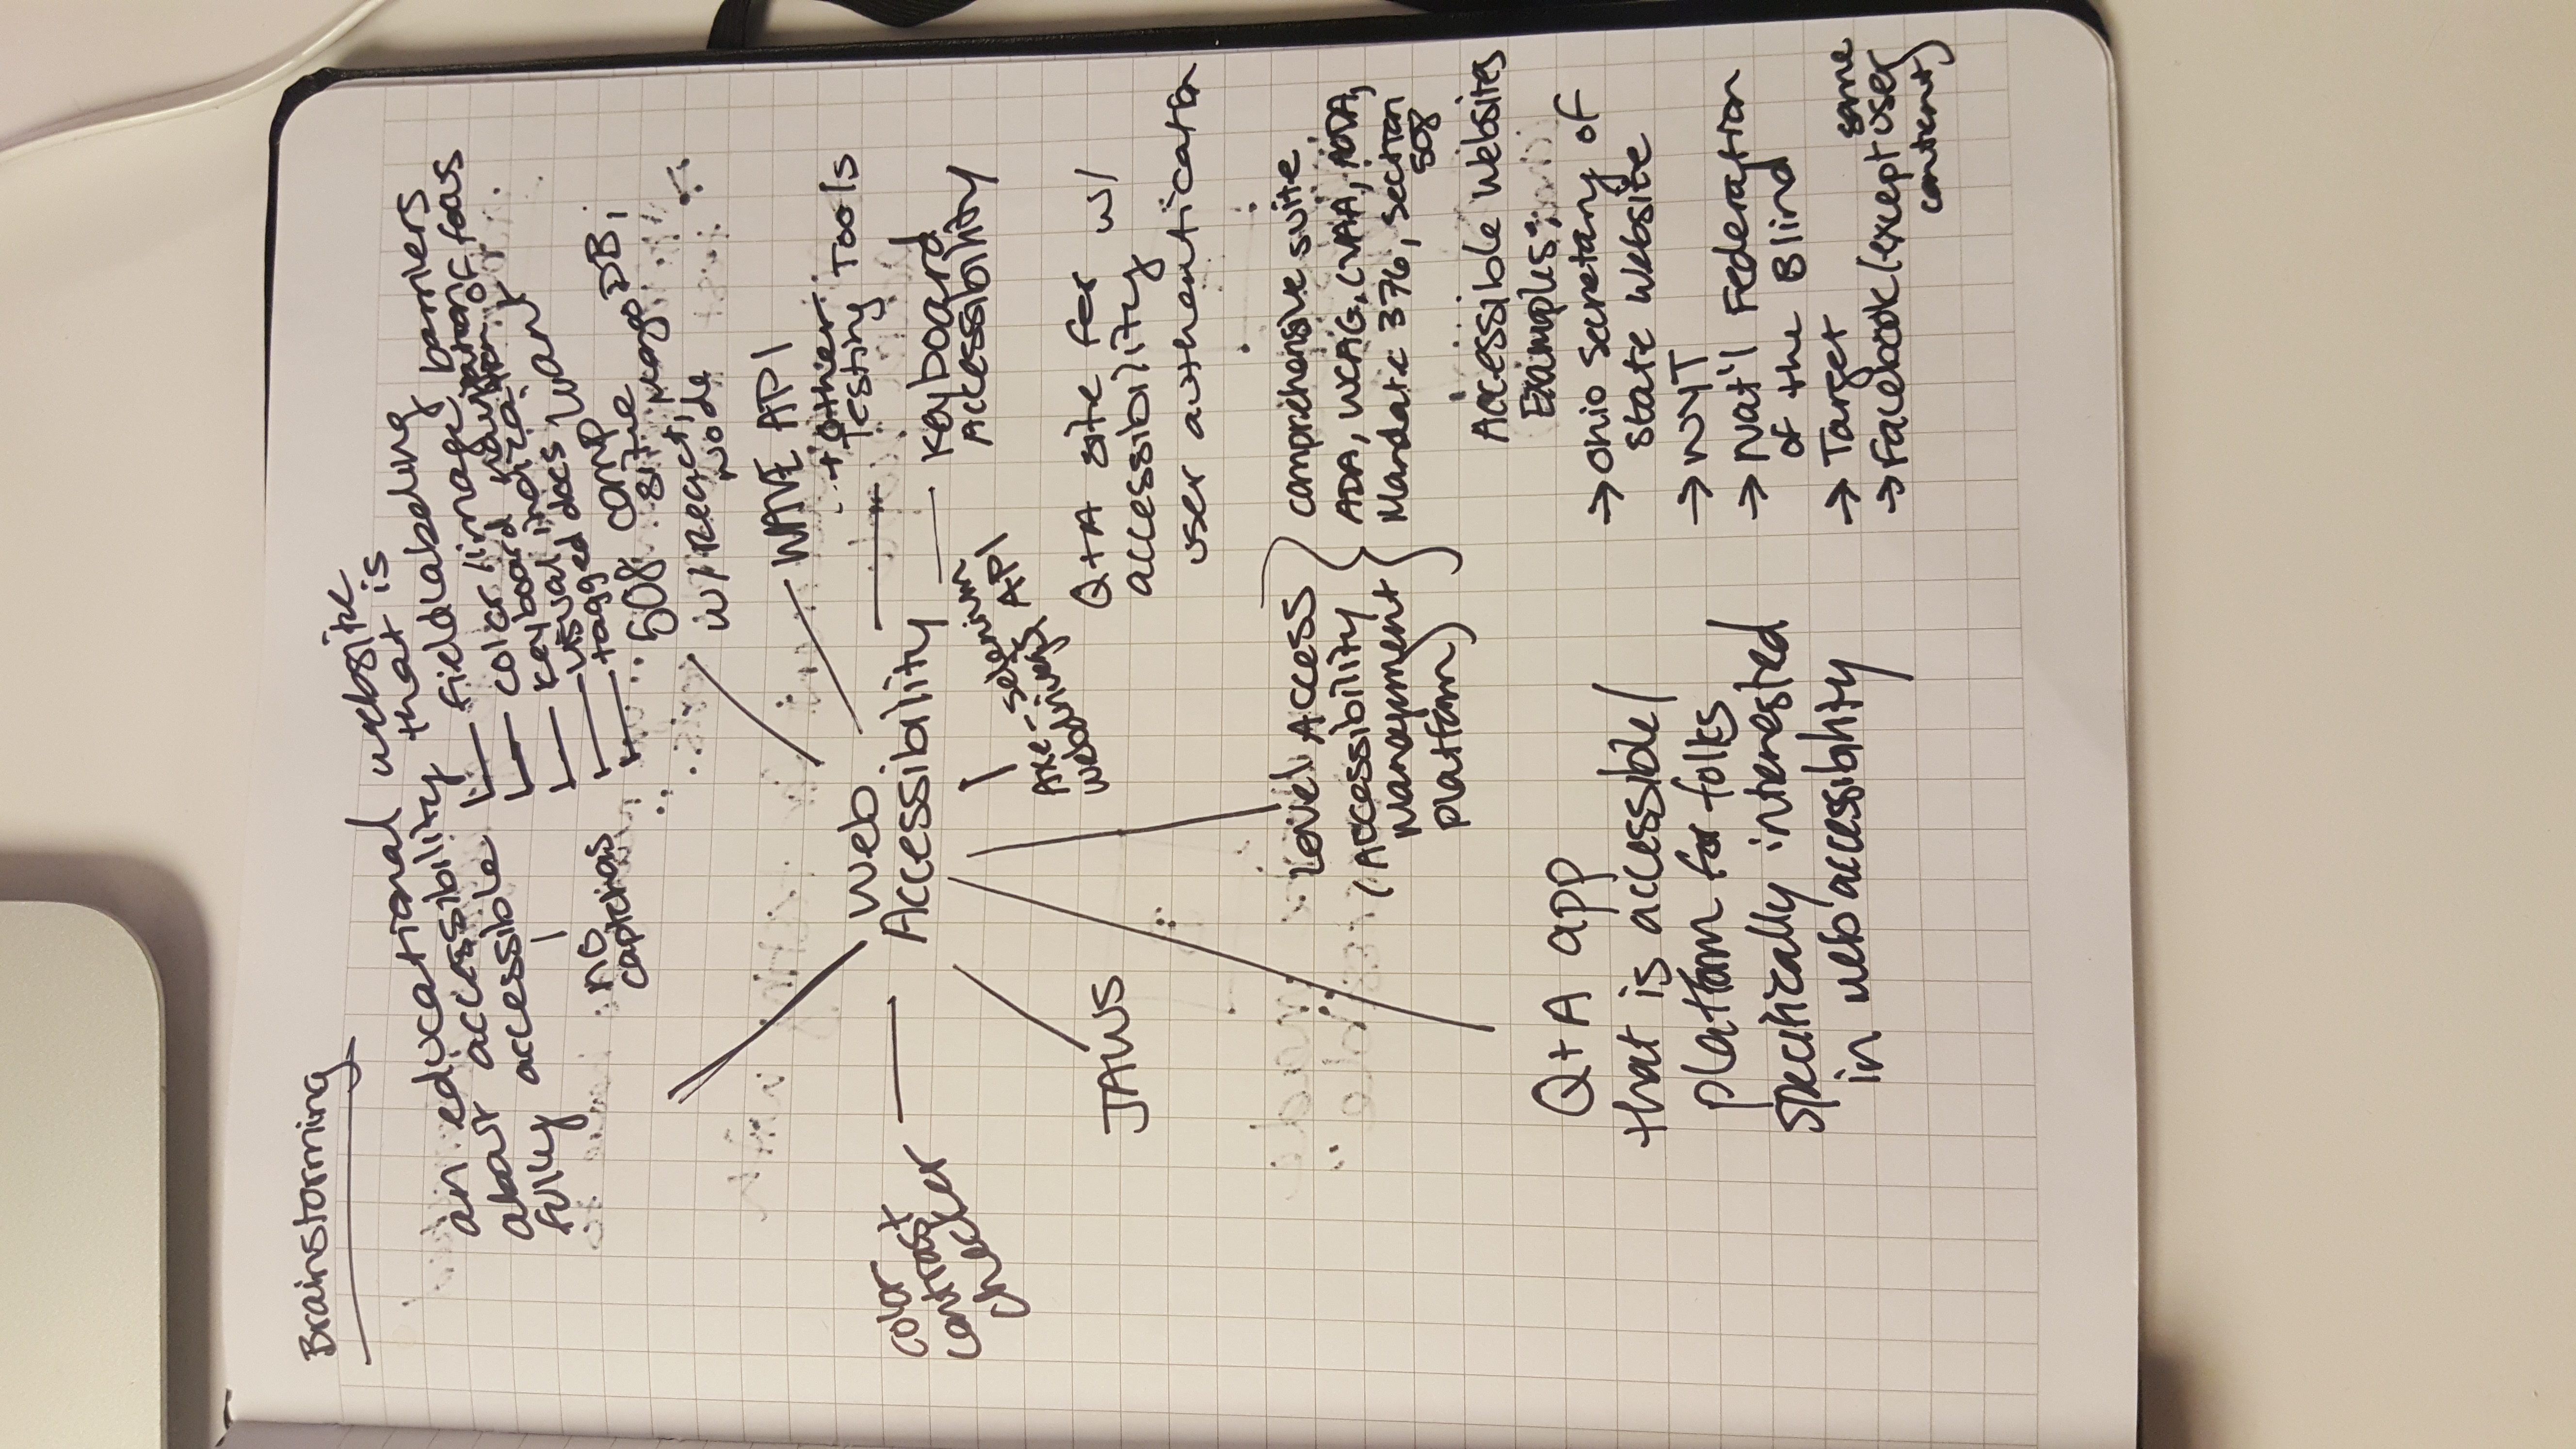 Brainstorming
an educational website
about accessibility that is
fully accessible
no
captchas
fieldlabeling
color/image barriers
keyboard navigation
visual indication of focus
tagged docs
508 compliant
site
w/ React, MongoDB,
Node
WAVE API
+ other
Testing Tools
Web
Accessibility
color
contrast
checker
Keyboard
Accessibility
Axe-selenium
webdriverjs API
JAWS
Q+A site for
accessibility w/
user authentication
Level Access
(Accessibility
Management
platform)
comprehensive suite
ADA, WCAG, CVAA, AODA,
Mandate 376, Section
508
Accessible Websites
Examples:
→ Ohio Secretary of
State Website
→ NYT
→ Nat'l Federation
of the Blind
→ Target
→ Facebook (except some user
content)
Q+A app
that is accessible/
platform for folks
specifically interested
in web accessibility